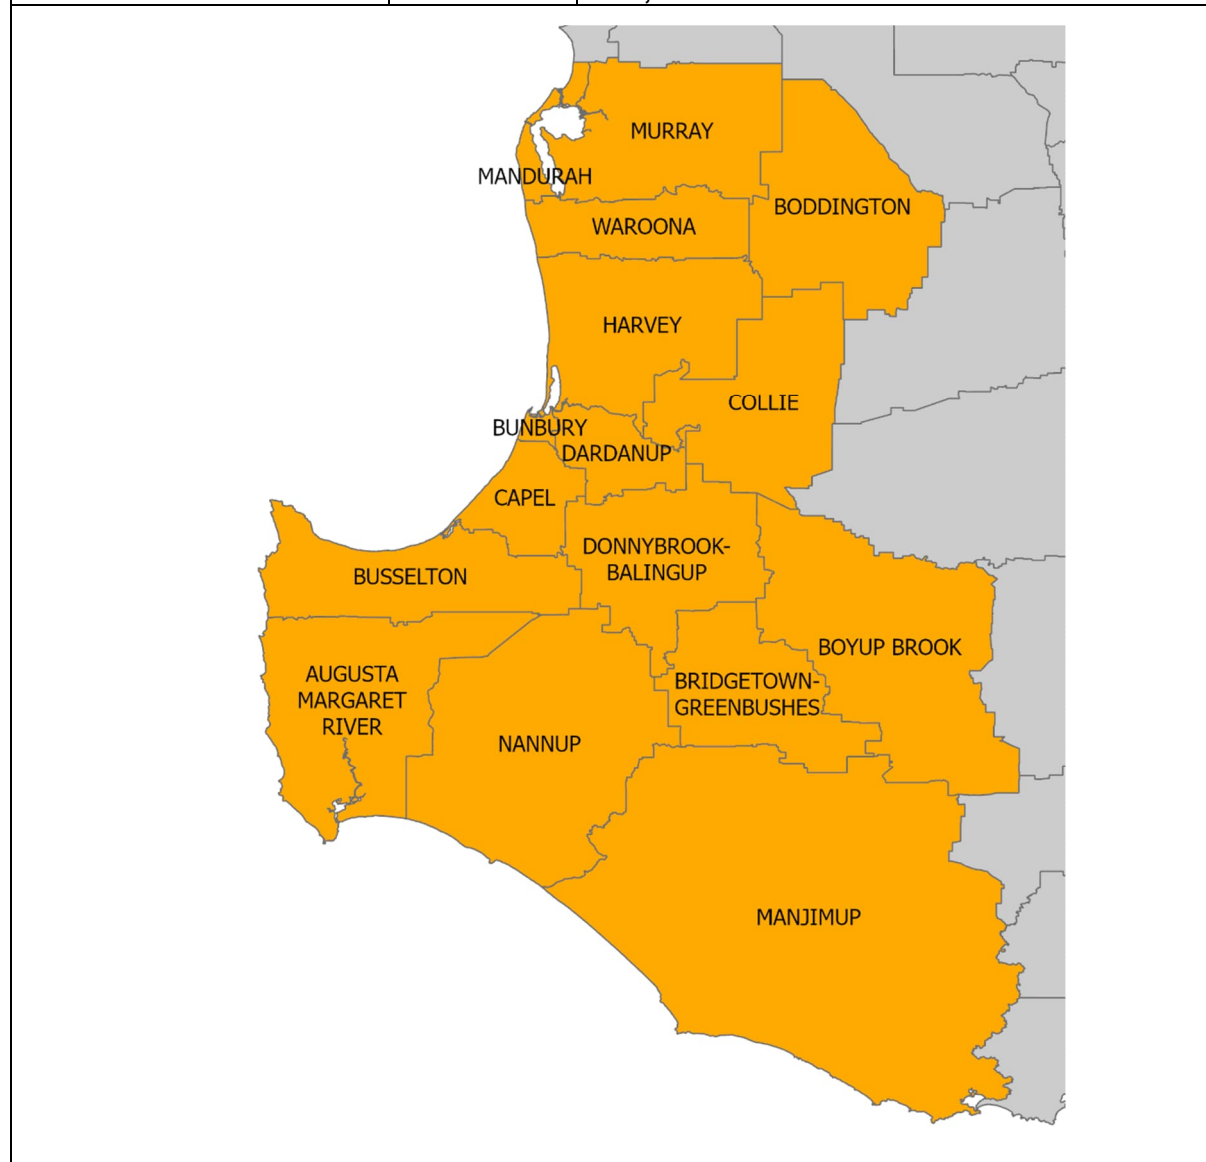 MURRAY
MANDURAH
BODDINGTON
WAROONA
HARVEY
COLLIE
BUNBURY
DARDANUP
CAPEL
DONNYBROOK-
BALINGUP
BUSSELTON
BOYUP BROOK
AUGUSTA
MARGARET
RIVER
BRIDGETOWN-
GREENBUSHES
NANNUP
MANJIMUP